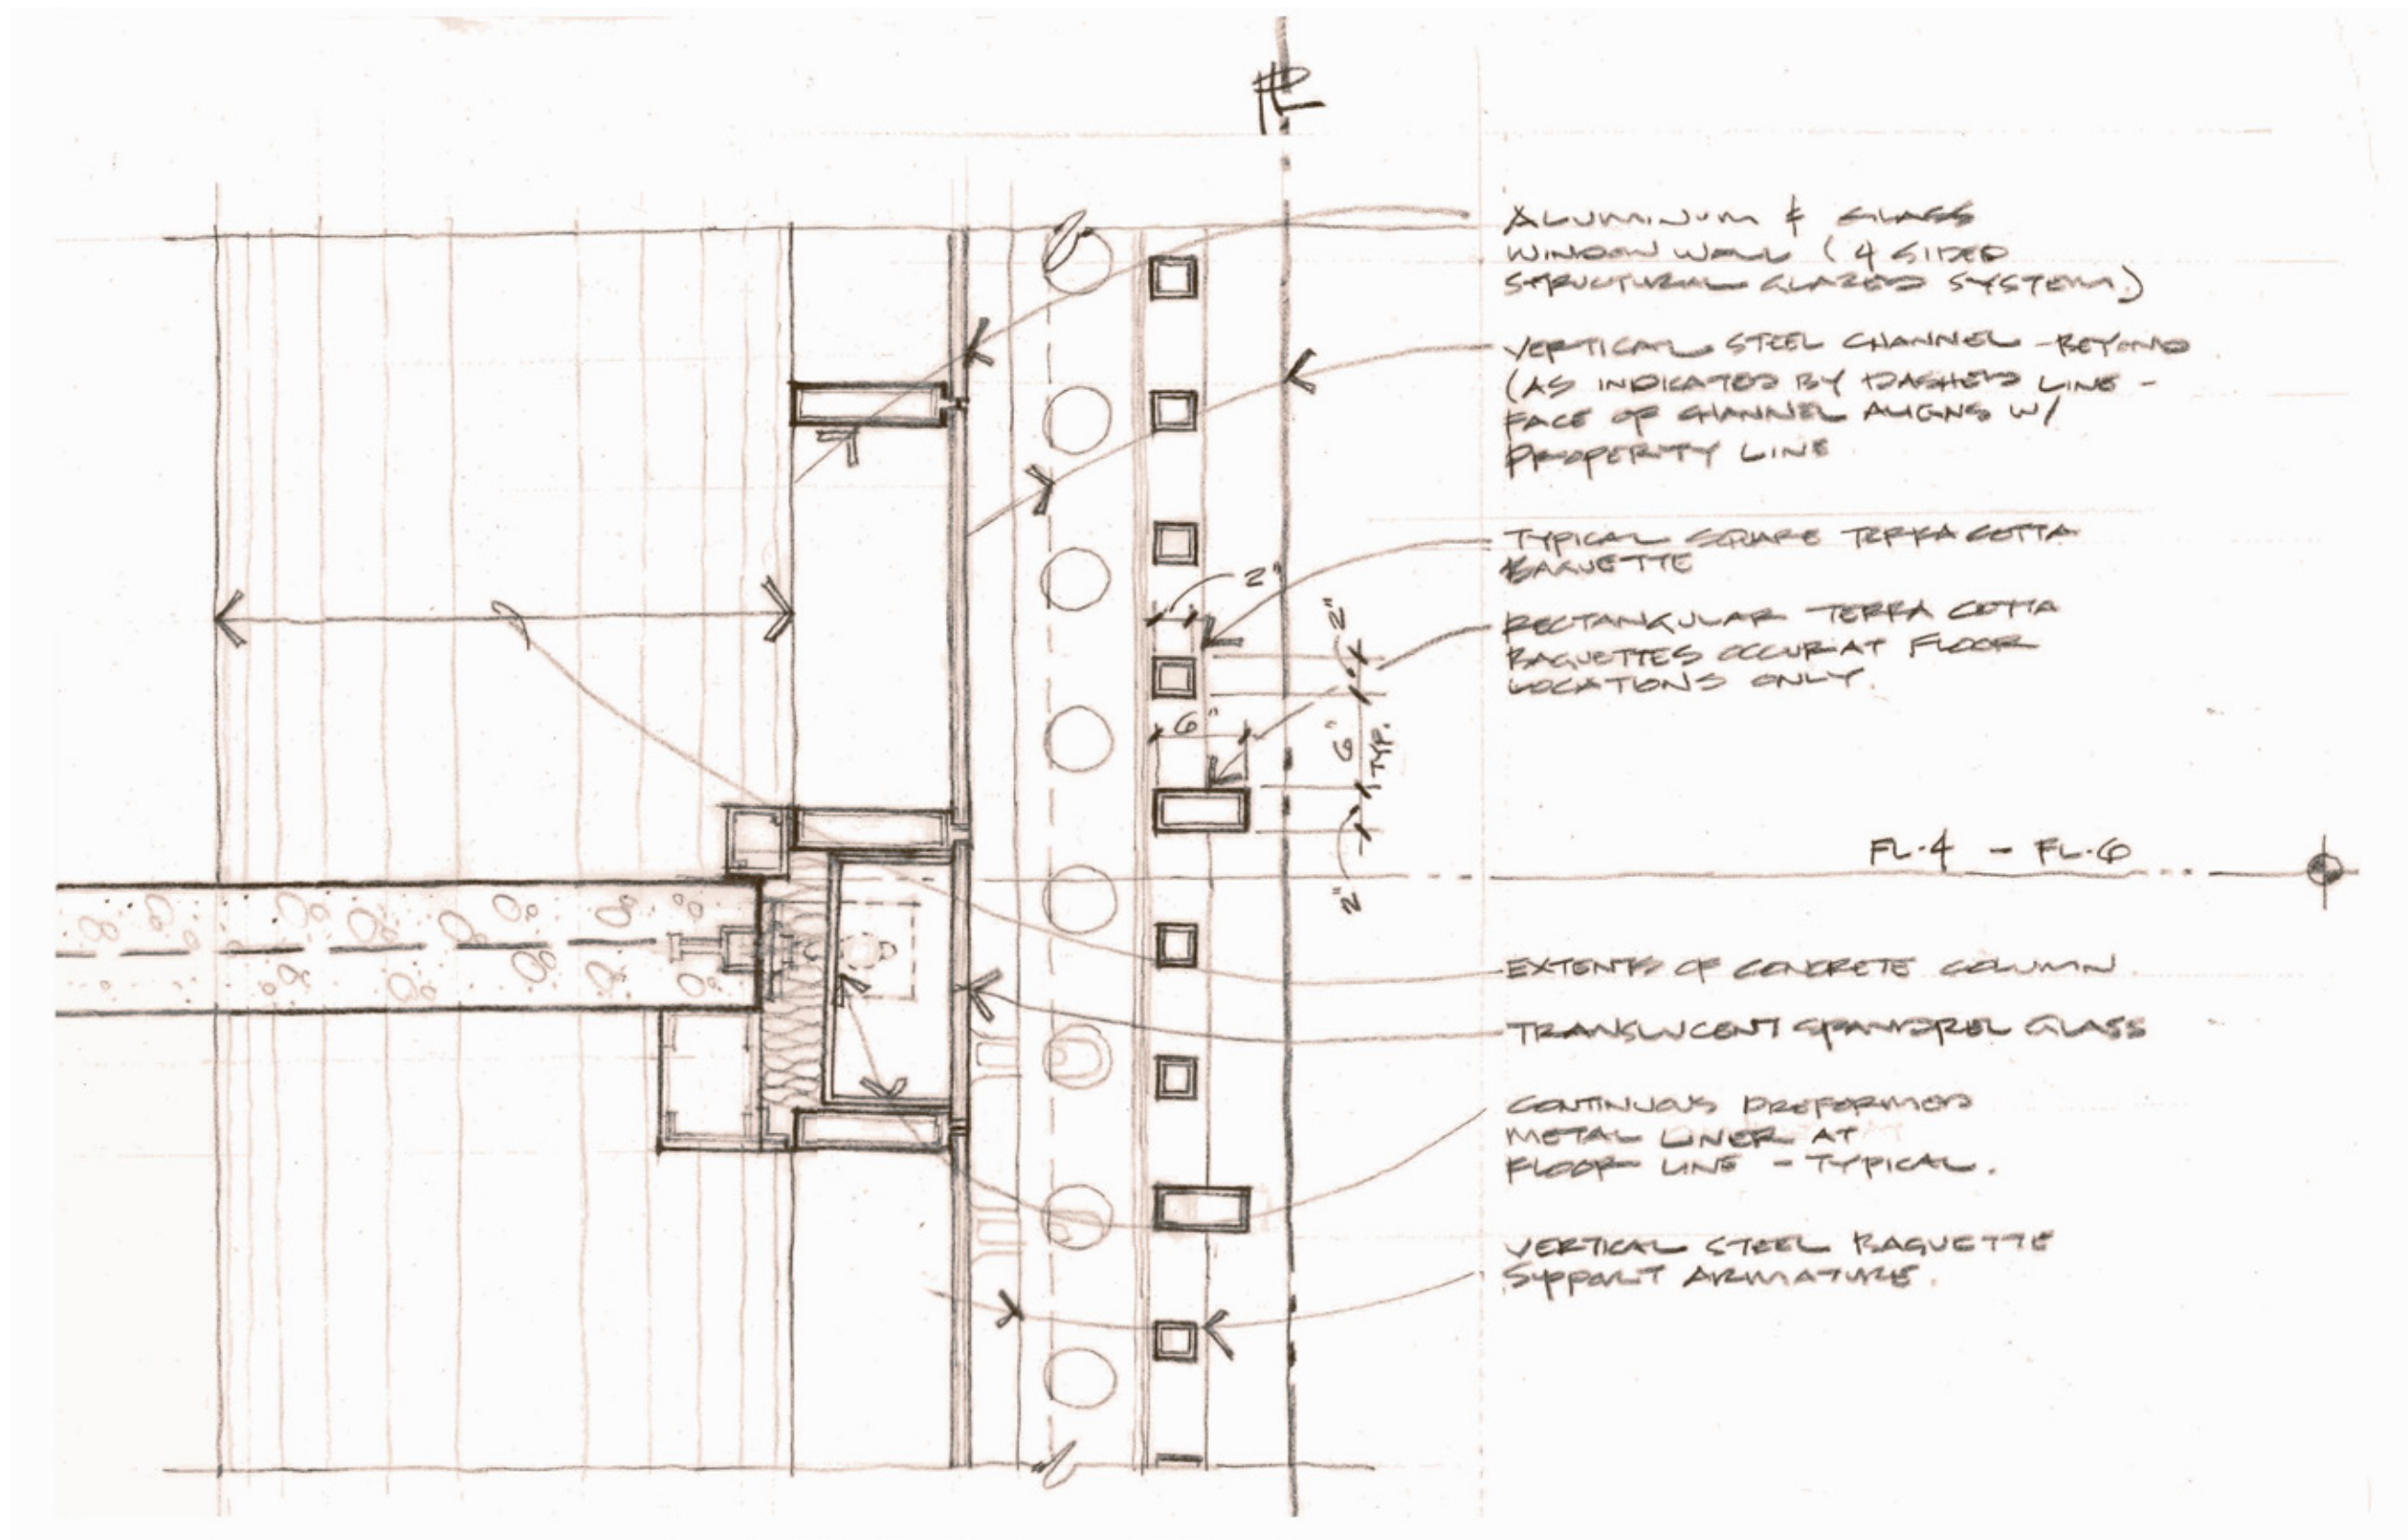 PL
ALUMINUM & GLASS
WINDOW WALL (4 SIDED
STRUCTURAL GLAZED SYSTEM.)
VERTICAL STEEL CHANNEL - BEYOND
(AS INDICATED BY DASHED LINE -
FACE OF CHANNEL ALIGNS W/
PROPERITY LINE
TYPICAL SQUARE TERRA COTTA
BAGUETTE
RECTANGULAR TERRA COTTA
BAGUETTES OCCUR AT FLOOR
LOCATIONS ONLY.
2"
2"
6"
6"
TYP.
2"
FL.4 - FL.6
EXTENTS OF CONCRETE COLUMN
TRANSLUCENT SPANDREL GLASS
CONTINUOUS PREFORMED
METAL LINER AT
FLOOR LINE - TYPICAL.
VERTICAL STEEL BAGUETTE
SUPPORT ARMATURE.